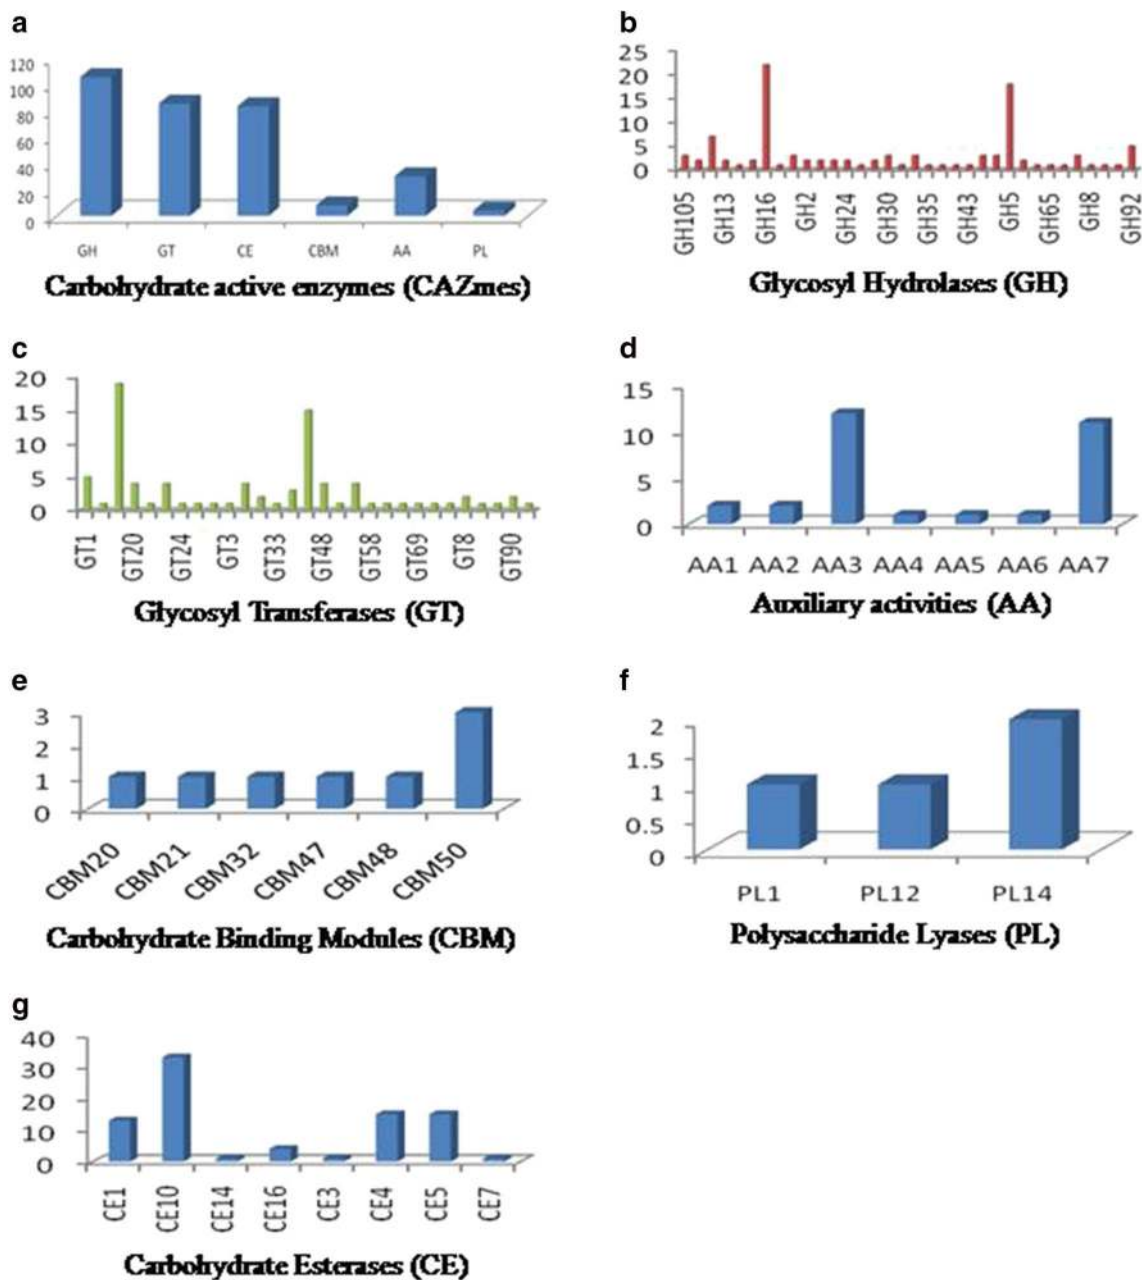 a
120
100
80
60
40
20
0
GH GT CE CBM AA PL
Carbohydrate active enzymes (CAZmes)
b
25
20
15
10
5
0
GH105 GH13 GH16 GH2 GH24 GH30 GH35 GH43 GH5 GH65 GH8 GH92
Glycosyl Hydrolases (GH)
c
20
15
10
5
0
GT1 GT20 GT24 GT3 GT33 GT48 GT58 GT69 GT8 GT90
Glycosyl Transferases (GT)
d
15
10
5
0
AA1 AA2 AA3 AA4 AA5 AA6 AA7
Auxiliary activities (AA)
e
3
2
1
0
CBM20 CBM21 CBM32 CBM47 CBM48 CBM50
Carbohydrate Binding Modules (CBM)
f
2
1.5
1
0.5
0
PL1 PL12 PL14
Polysaccharide Lyases (PL)
g
40
30
20
10
0
CE1 CE10 CE14 CE16 CE3 CE4 CE5 CE7
Carbohydrate Esterases (CE)